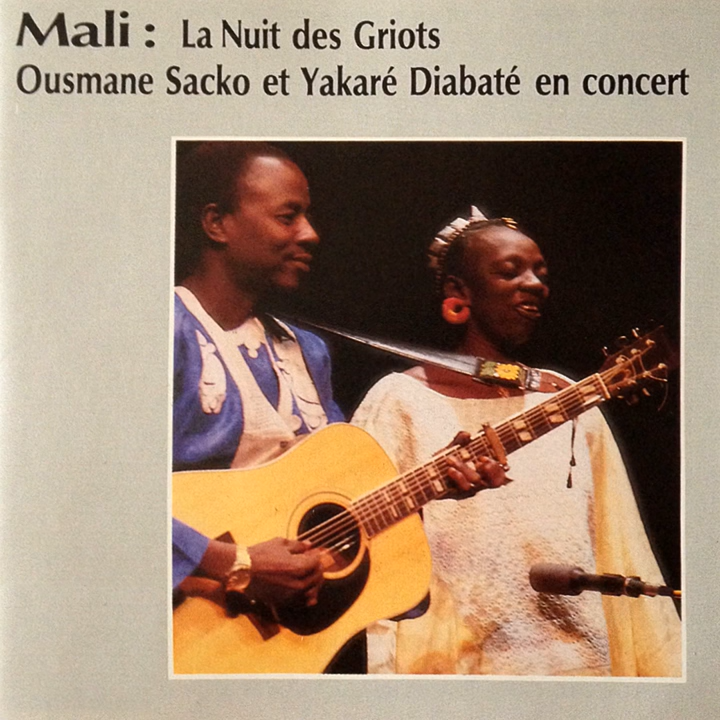 Mali : La Nuit des Griots
Ousmane Sacko et Yakaré Diabaté en concert